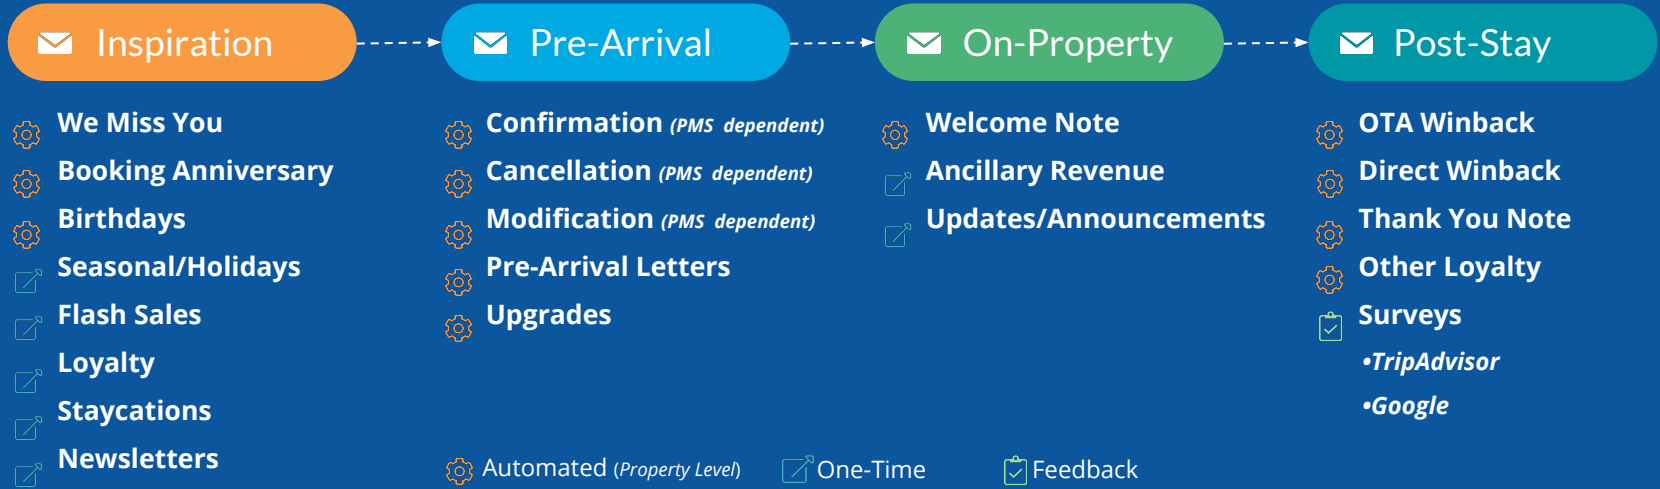 Inspiration
We Miss You
Booking Anniversary
Birthdays
Seasonal/Holidays
Flash Sales
Loyalty
Staycations
Newsletters
Pre-Arrival
Confirmation (PMS dependent)
Cancellation (PMS dependent)
Modification (PMS dependent)
Pre-Arrival Letters
Upgrades
On-Property
Welcome Note
Ancillary Revenue
Updates/Announcements
Post-Stay
OTA Winback
Direct Winback
Thank You Note
Other Loyalty
Surveys
•TripAdvisor
•Google
Automated (Property Level)
One-Time
Feedback